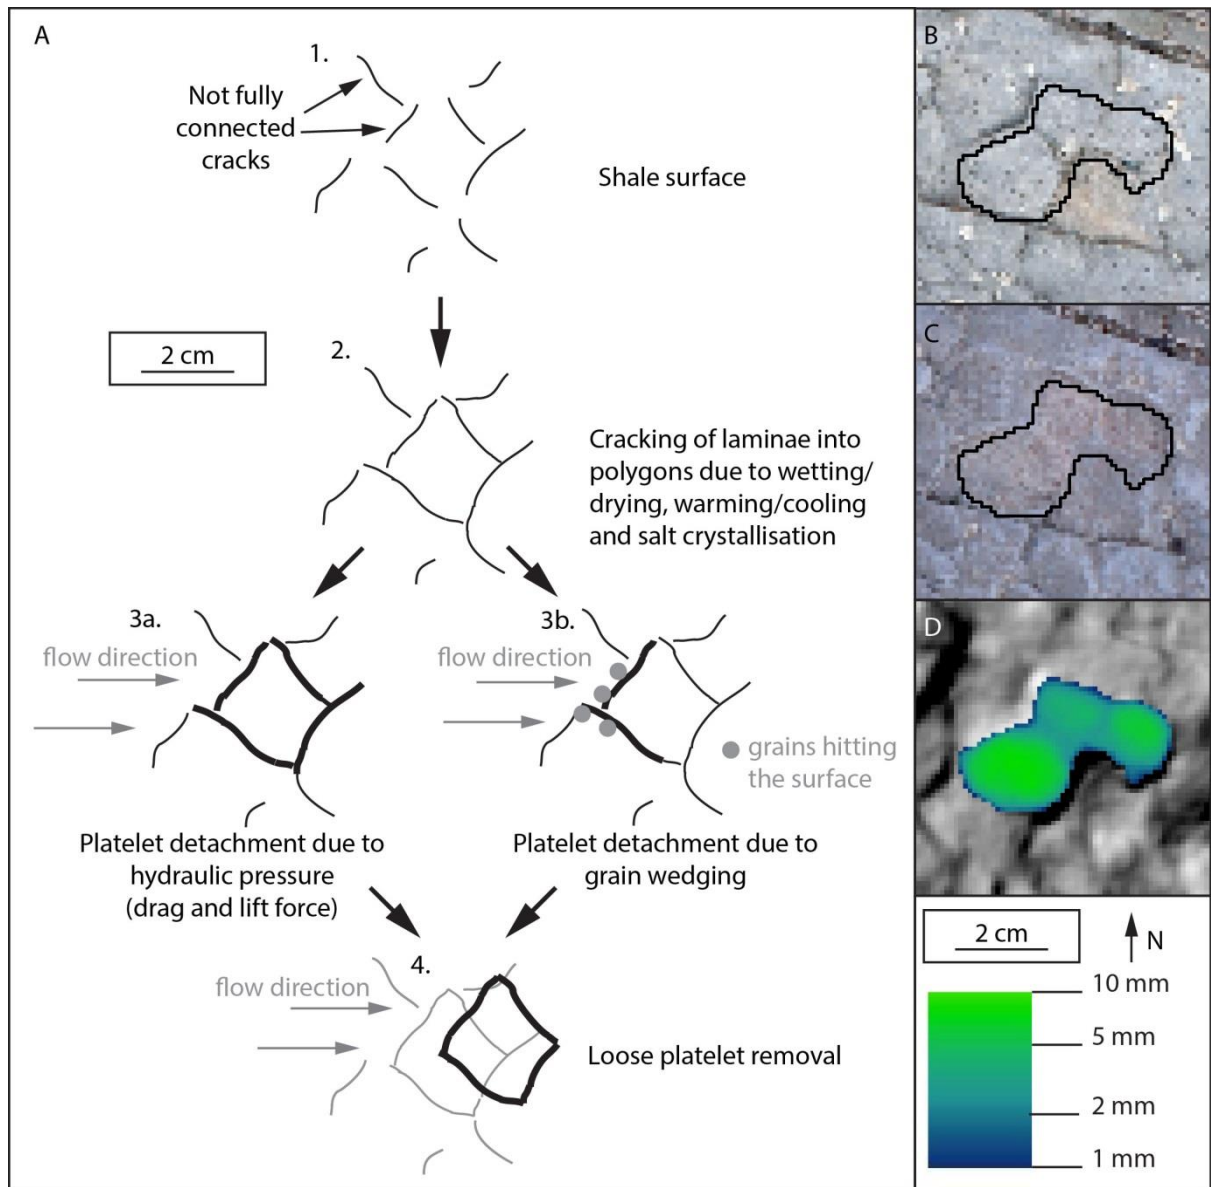 A
1.
Not fully
connected
cracks
Shale surface
2 cm
2.
Cracking of laminae into
polygons due to wetting/
drying, warming/cooling
and salt crystallisation
3a.
flow direction
3b.
flow direction
grains hitting
the surface
Platelet detachment due to
hydraulic pressure
(drag and lift force)
Platelet detachment due to
grain wedging
4.
flow direction
Loose platelet removal
B
C
D
2 cm
N
10 mm
5 mm
2 mm
1 mm